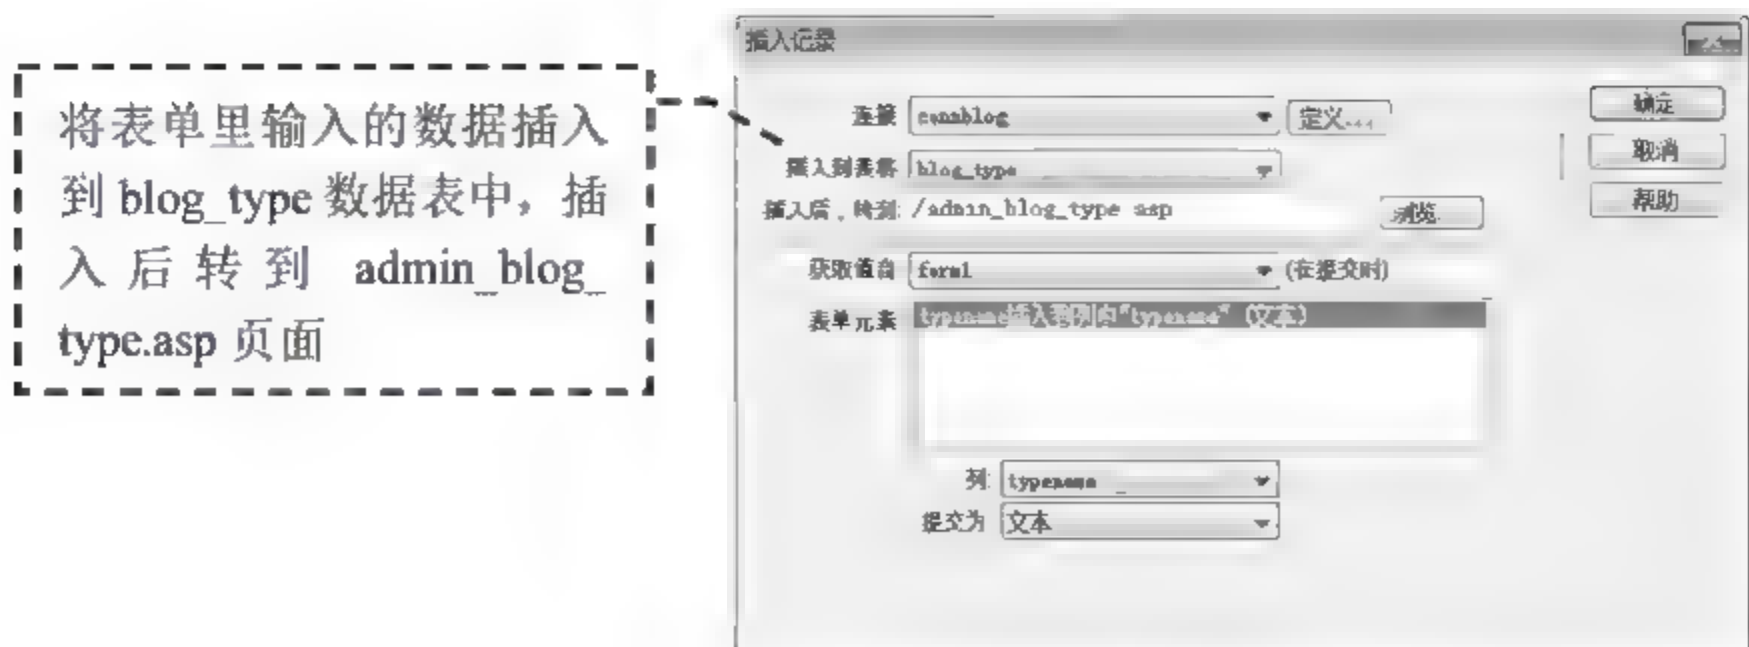 将表单里输入的数据插入
到 blog_type 数据表中，插
入后转到 admin_blog_
type.asp 页面
插入记录
连接 connblog 定义...
插入到表格 blog_type
插入后，转到: /admin_blog_type asp 浏览
获取值自 form1 (在提交时)
表单元素 typename插入到列中"typename" (文本)
列: typename
提交为 文本
确定
取消
帮助